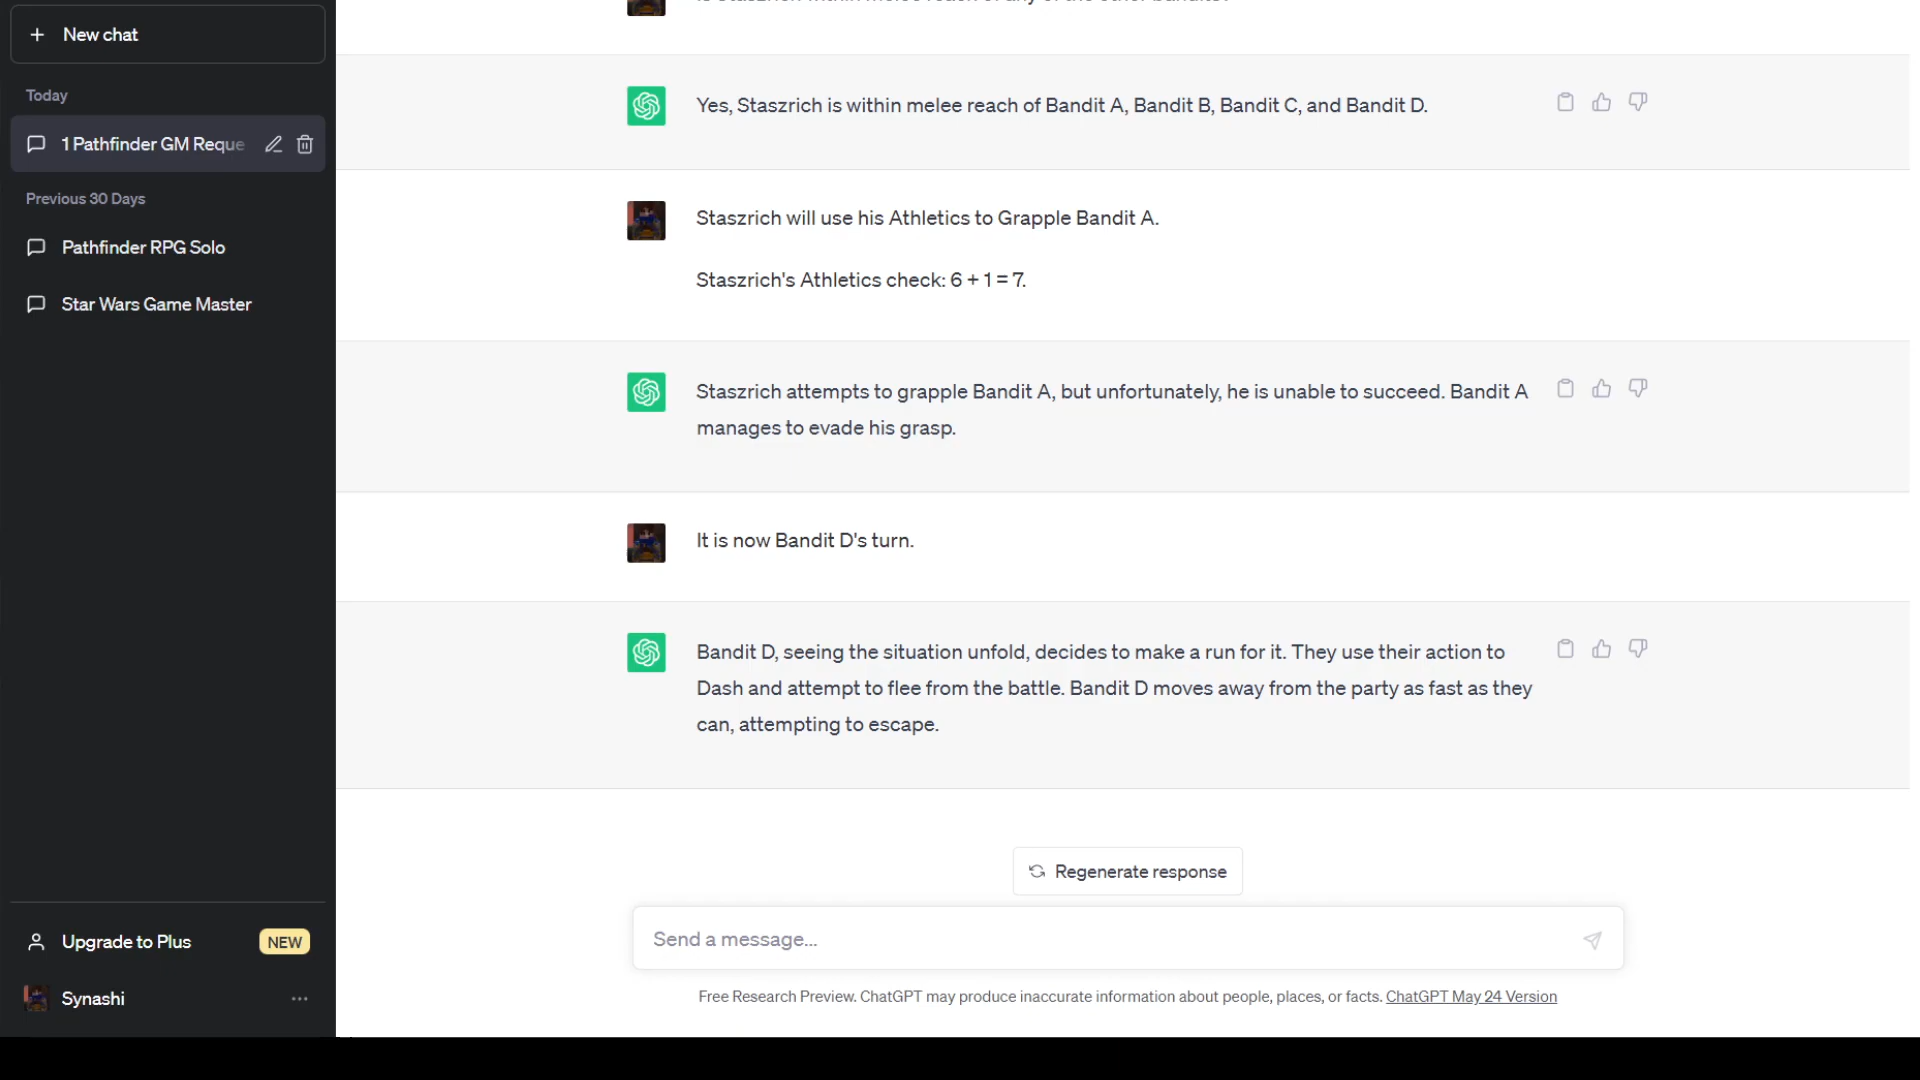 New chat
Today
1 Pathfinder GM Reque
Previous 30 Days
Pathfinder RPG Solo
Star Wars Game Master
Upgrade to Plus
NEW
Synashi
Yes, Staszrich is within melee reach of Bandit A, Bandit B, Bandit C, and Bandit D.
Staszrich will use his Athletics to Grapple Bandit A.
Staszrich's Athletics check: 6 + 1 = 7.
Staszrich attempts to grapple Bandit A, but unfortunately, he is unable to succeed. Bandit A
manages to evade his grasp.
It is now Bandit D's turn.
Bandit D, seeing the situation unfold, decides to make a run for it. They use their action to
Dash and attempt to flee from the battle. Bandit D moves away from the party as fast as they
can, attempting to escape.
Regenerate response
Send a message...
Free Research Preview. ChatGPT may produce inaccurate information about people, places, or facts. ChatGPT May 24 Version